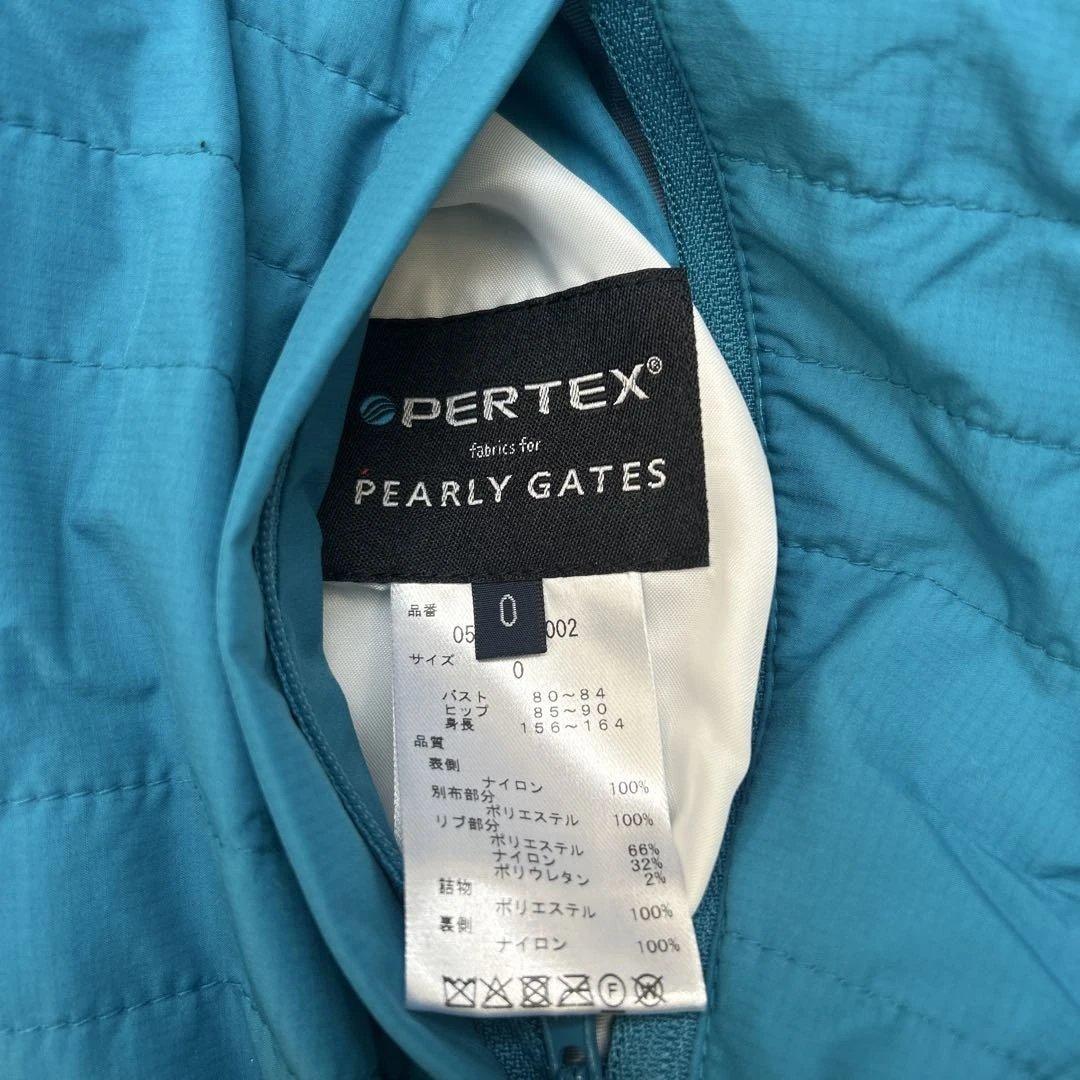 PERTEX®
fabrics for
PEARLY GATES
0
品番
05 002
サイズ
0
バスト 80～84
ヒップ 85～90
身長 156～164
品質
表側
ナイロン 100%
別布部分
ポリエステル 100%
リブ部分
ポリエステル 66%
ナイロン 32%
ポリウレタン 2%
詰物
ポリエステル 100%
裏側
ナイロン 100%
F
W